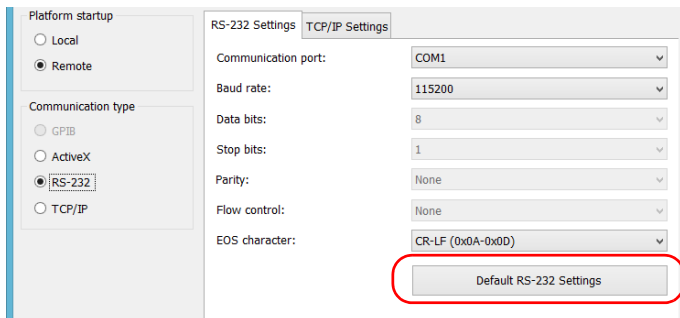 Platform startup
Local
Remote
Communication type
GPIB
ActiveX
RS-232
TCP/IP
RS-232 Settings TCP/IP Settings
Communication port: COM1
Baud rate: 115200
Data bits: 8
Stop bits: 1
Parity: None
Flow control: None
EOS character: CR-LF (0x0A-0x0D)
Default RS-232 Settings